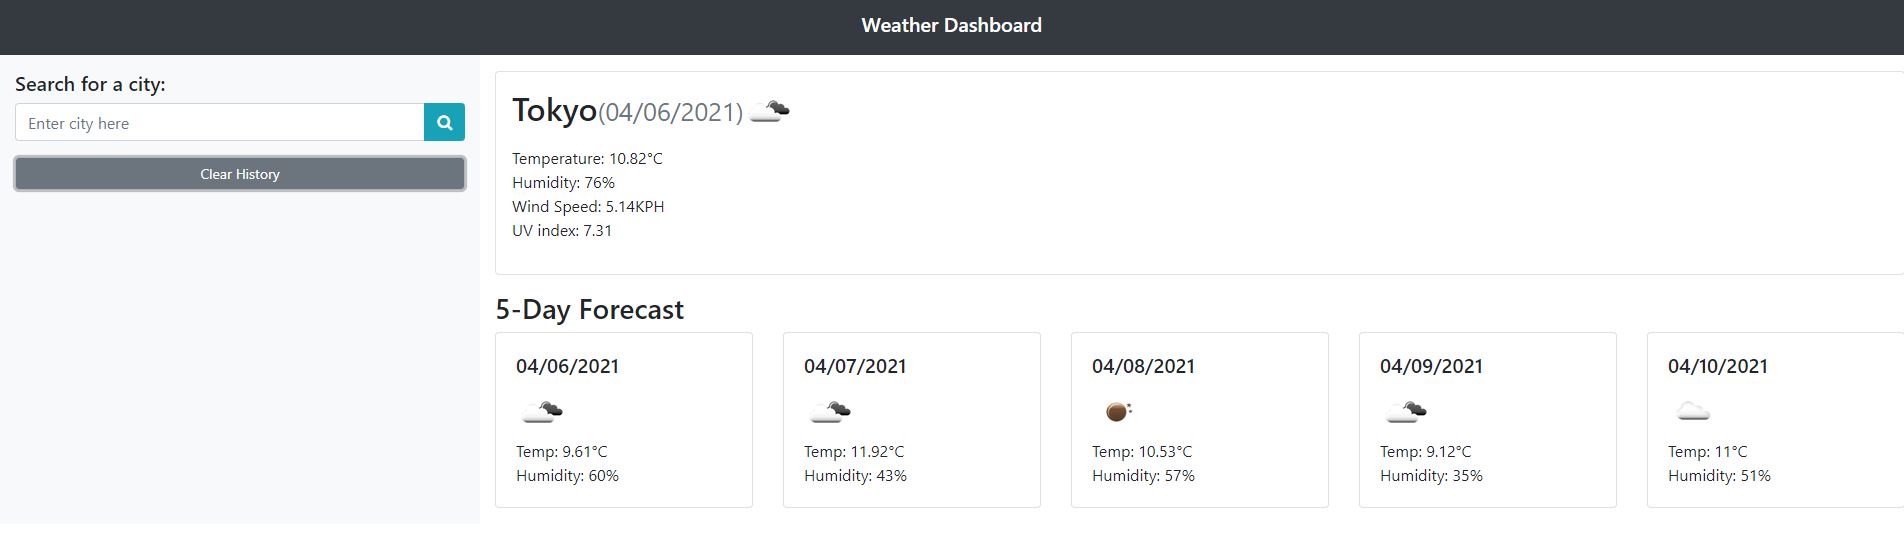 Weather Dashboard
Search for a city:
Enter city here
Clear History
Tokyo(04/06/2021)
Temperature: 10.82°C
Humidity: 76%
Wind Speed: 5.14KPH
UV index: 7.31
5-Day Forecast
04/06/2021
Temp: 9.61°C
Humidity: 60%
04/07/2021
Temp: 11.92°C
Humidity: 43%
04/08/2021
Temp: 10.53°C
Humidity: 57%
04/09/2021
Temp: 9.12°C
Humidity: 35%
04/10/2021
Temp: 11°C
Humidity: 51%